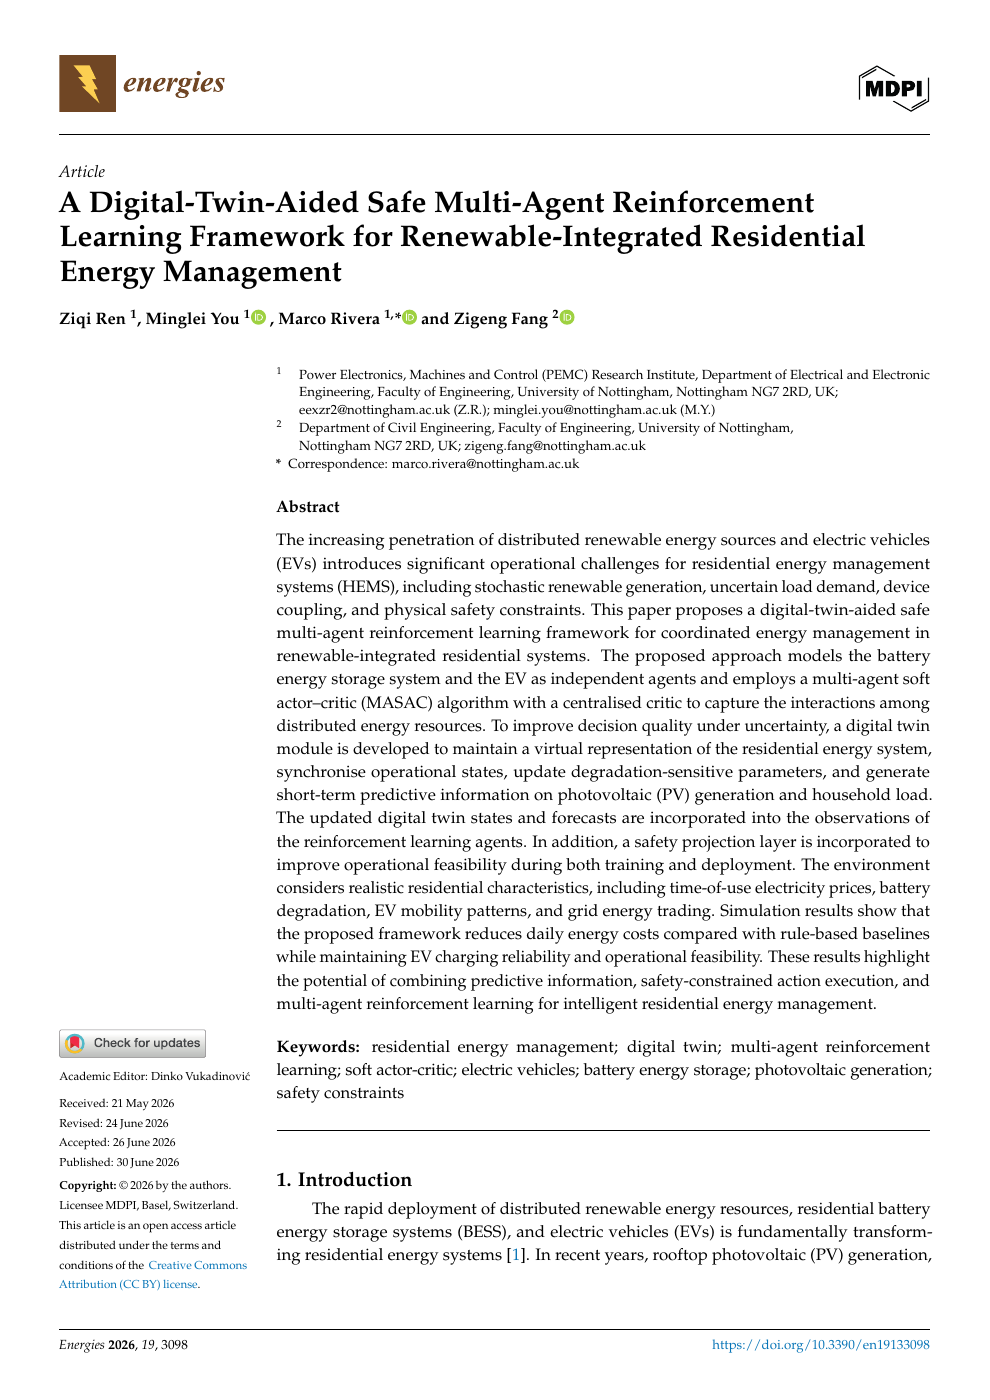 energies
MDPI
Article
A Digital-Twin-Aided Safe Multi-Agent Reinforcement
Learning Framework for Renewable-Integrated Residential
Energy Management
Ziqi Ren 1, Minglei You 1 iD , Marco Rivera 1,* iD and Zigeng Fang 2 iD
1 Power Electronics, Machines and Control (PEMC) Research Institute, Department of Electrical and Electronic
Engineering, Faculty of Engineering, University of Nottingham, Nottingham NG7 2RD, UK;
eexzr2@nottingham.ac.uk (Z.R.); minglei.you@nottingham.ac.uk (M.Y.)
2 Department of Civil Engineering, Faculty of Engineering, University of Nottingham,
Nottingham NG7 2RD, UK; zigeng.fang@nottingham.ac.uk
* Correspondence: marco.rivera@nottingham.ac.uk
Abstract
The increasing penetration of distributed renewable energy sources and electric vehicles
(EVs) introduces significant operational challenges for residential energy management
systems (HEMS), including stochastic renewable generation, uncertain load demand, device
coupling, and physical safety constraints. This paper proposes a digital-twin-aided safe
multi-agent reinforcement learning framework for coordinated energy management in
renewable-integrated residential systems. The proposed approach models the battery
energy storage system and the EV as independent agents and employs a multi-agent soft
actor–critic (MASAC) algorithm with a centralised critic to capture the interactions among
distributed energy resources. To improve decision quality under uncertainty, a digital twin
module is developed to maintain a virtual representation of the residential energy system,
synchronise operational states, update degradation-sensitive parameters, and generate
short-term predictive information on photovoltaic (PV) generation and household load.
The updated digital twin states and forecasts are incorporated into the observations of
the reinforcement learning agents. In addition, a safety projection layer is incorporated to
improve operational feasibility during both training and deployment. The environment
considers realistic residential characteristics, including time-of-use electricity prices, battery
degradation, EV mobility patterns, and grid energy trading. Simulation results show that
the proposed framework reduces daily energy costs compared with rule-based baselines
while maintaining EV charging reliability and operational feasibility. These results highlight
the potential of combining predictive information, safety-constrained action execution, and
multi-agent reinforcement learning for intelligent residential energy management.
Keywords: residential energy management; digital twin; multi-agent reinforcement
learning; soft actor-critic; electric vehicles; battery energy storage; photovoltaic generation;
safety constraints
Check for updates
Academic Editor: Dinko Vukadinović
Received: 21 May 2026
Revised: 24 June 2026
Accepted: 26 June 2026
Published: 30 June 2026
Copyright: © 2026 by the authors.
Licensee MDPI, Basel, Switzerland.
This article is an open access article
distributed under the terms and
conditions of the Creative Commons
Attribution (CC BY) license.
1. Introduction
The rapid deployment of distributed renewable energy resources, residential battery
energy storage systems (BESS), and electric vehicles (EVs) is fundamentally transform-
ing residential energy systems [1]. In recent years, rooftop photovoltaic (PV) generation,
Energies 2026, 19, 3098
https://doi.org/10.3390/en19133098